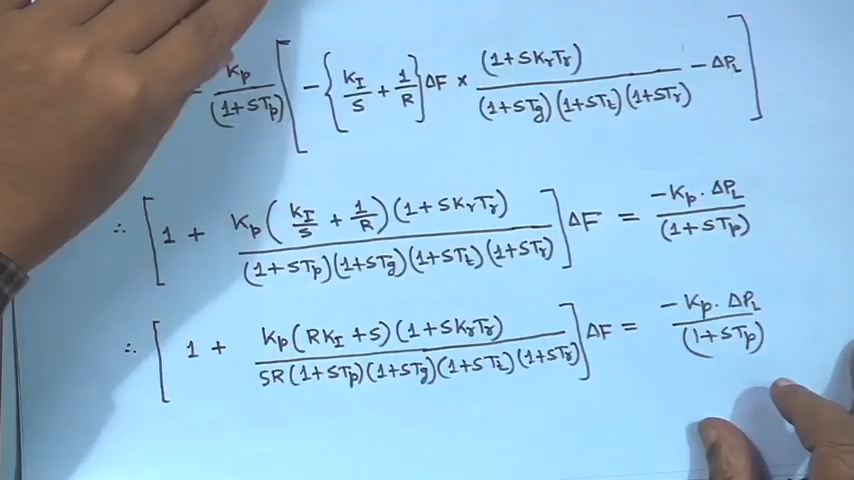 Kp/(1+STp) [ - { KI/S + 1/R } ΔF × (1+SKrTr)/((1+STg)(1+STt)(1+STr)) - ΔPL ]
∴ [ 1 + Kp(KI/S + 1/R)(1+SKrTr)/((1+STp)(1+STg)(1+STt)(1+STr)) ] ΔF = -Kp·ΔPL/(1+STp)
∴ [ 1 + Kp(RKI+S)(1+SKrTr)/(SR(1+STp)(1+STg)(1+STt)(1+STr)) ] ΔF = -Kp·ΔPL/(1+STp)